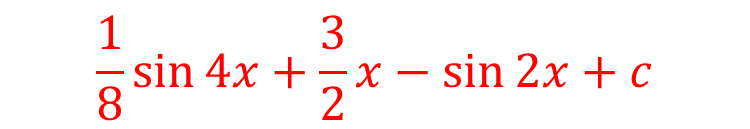 1/8 sin 4x + 3/2 x − sin 2x + c